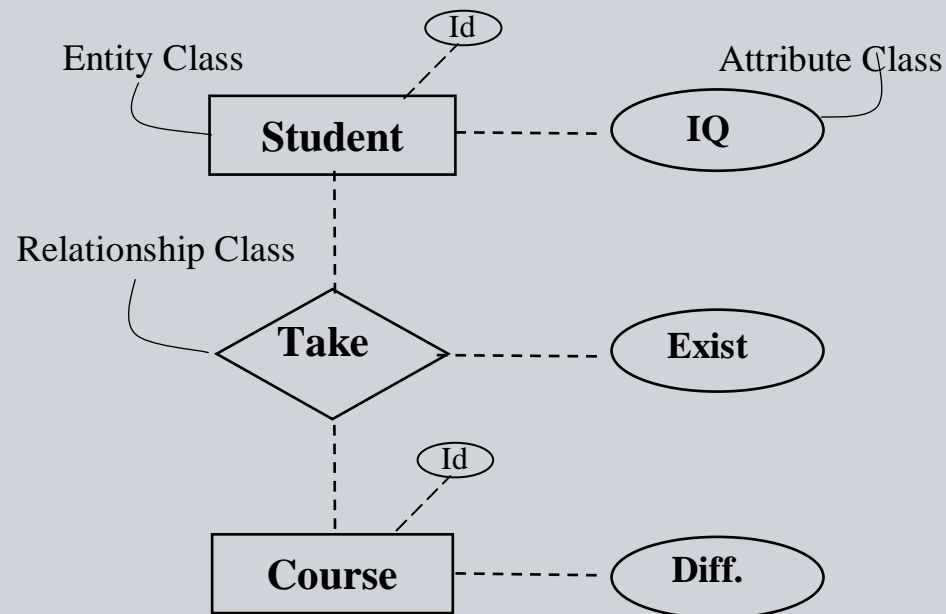 Id
Entity Class
Attribute Class
Student
IQ
Relationship Class
Take
Exist
Id
Course
Diff.